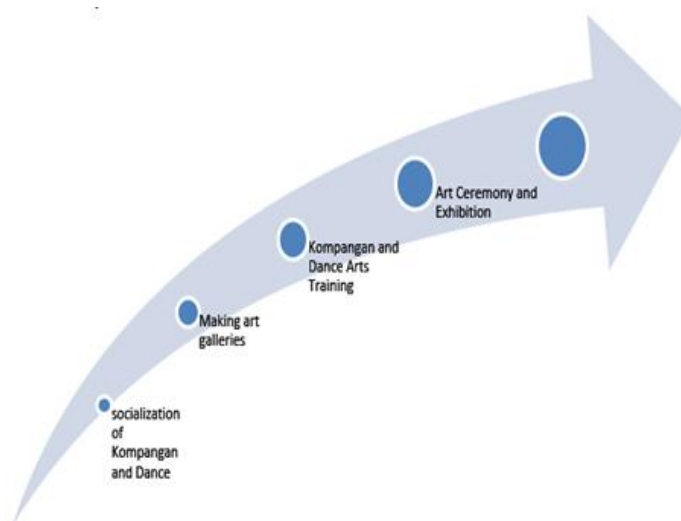 socialization
of
Kompangan
and Dance
Making art
galleries
Kompangan and
Dance Arts
Training
Art Ceremony and
Exhibition